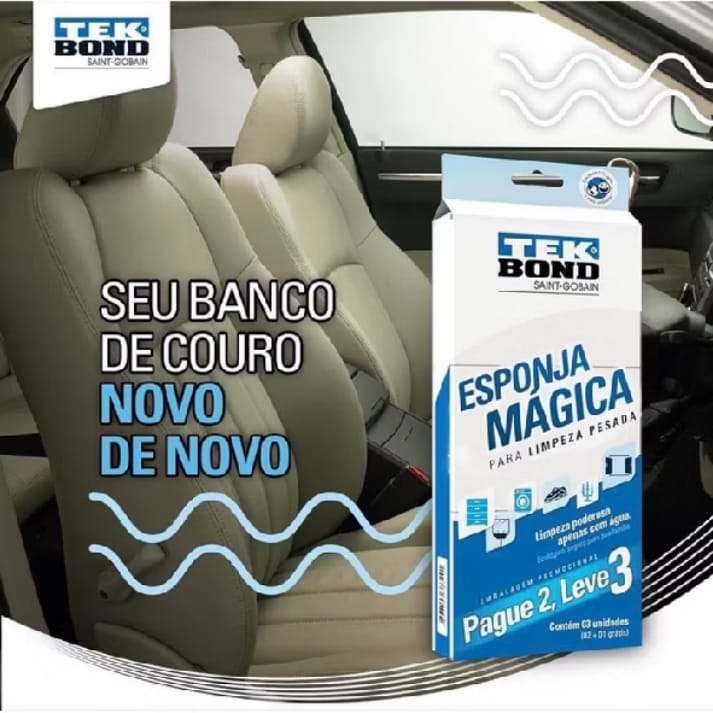 TEK
BOND
SAINT-GOBAIN
SEU BANCO
DE COURO
NOVO
DE NOVO
TEK
BOND
SAINT-GOBAIN
ESPONJA
MÁGICA
PARA LIMPEZA PESADA
Limpeza poderosa
apenas com água.
EMBALAGEM PROMOCIONAL
Pague 2, Leve 3
Contém 03 unidades
(02 + 01 grátis)